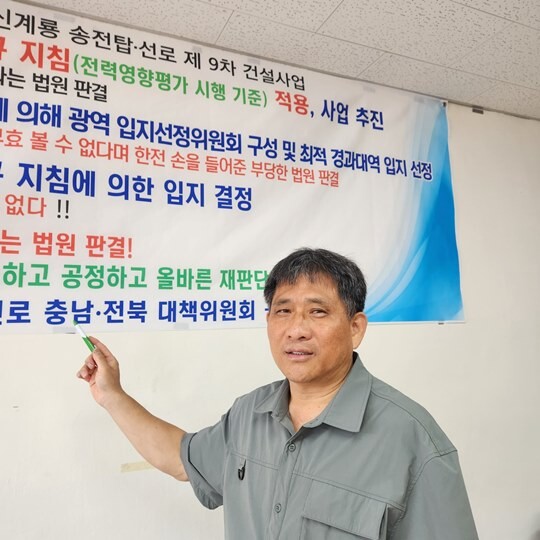 신계룡 송전탑·선로 제 9차 건설사업
지침(전력영향평가 시행 기준) 적용, 사업 추진
라는 법원 판결
에 의해 광역 입지선정위원회 구성 및 최적 경과대역 입지 선정
무효 볼 수 없다며 한전 손을 들어준 부당한 법원 판결
지침에 의한 입지 결정
없다 !!
는 법원 판결!
하고 공정하고 올바른 재판단
선로 충남·전북 대책위원회